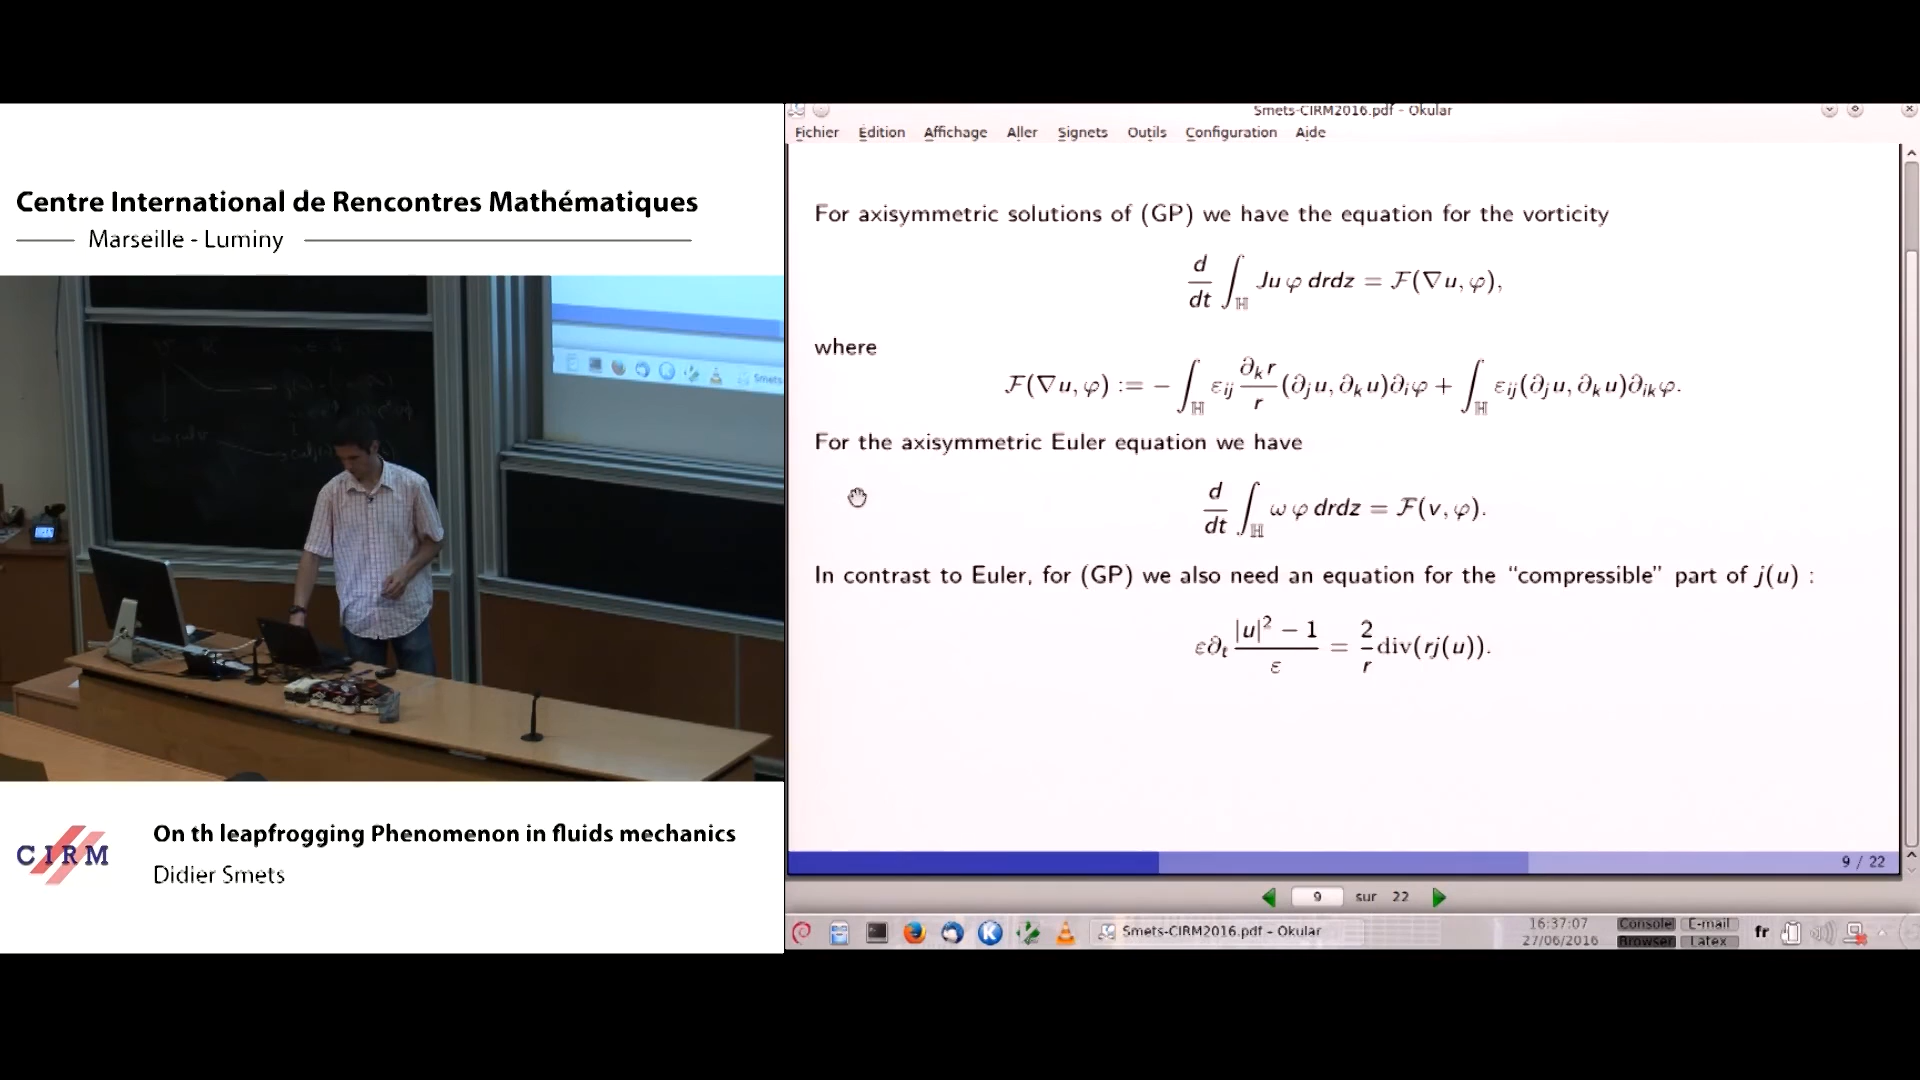 Centre International de Rencontres Mathématiques
Marseille - Luminy
Smets
On th leapfrogging Phenomenon in fluids mechanics
Didier Smets
CIRM
Smets-CIRM2016.pdf - Okular
Fichier Edition Affichage Aller Signets Outils Configuration Aide
For axisymmetric solutions of (GP) we have the equation for the vorticity
d/dt ∫_ℍ Ju φ drdz = ℱ(∇u, φ),
where
ℱ(∇u, φ) := − ∫_ℍ ε_ij (∂_k r / r) (∂_j u, ∂_k u)∂_i φ + ∫_ℍ ε_ij (∂_j u, ∂_k u)∂_ik φ.
For the axisymmetric Euler equation we have
d/dt ∫_ℍ ω φ drdz = ℱ(v, φ).
In contrast to Euler, for (GP) we also need an equation for the “compressible” part of j(u) :
ε∂_t (|u|² − 1)/ε = (2/r) div(rj(u)).
9 / 22
9 sur 22
Smets-CIRM2016.pdf - Okular
16:37:07
27/06/2016
Console E-mail
Browser Latex
fr